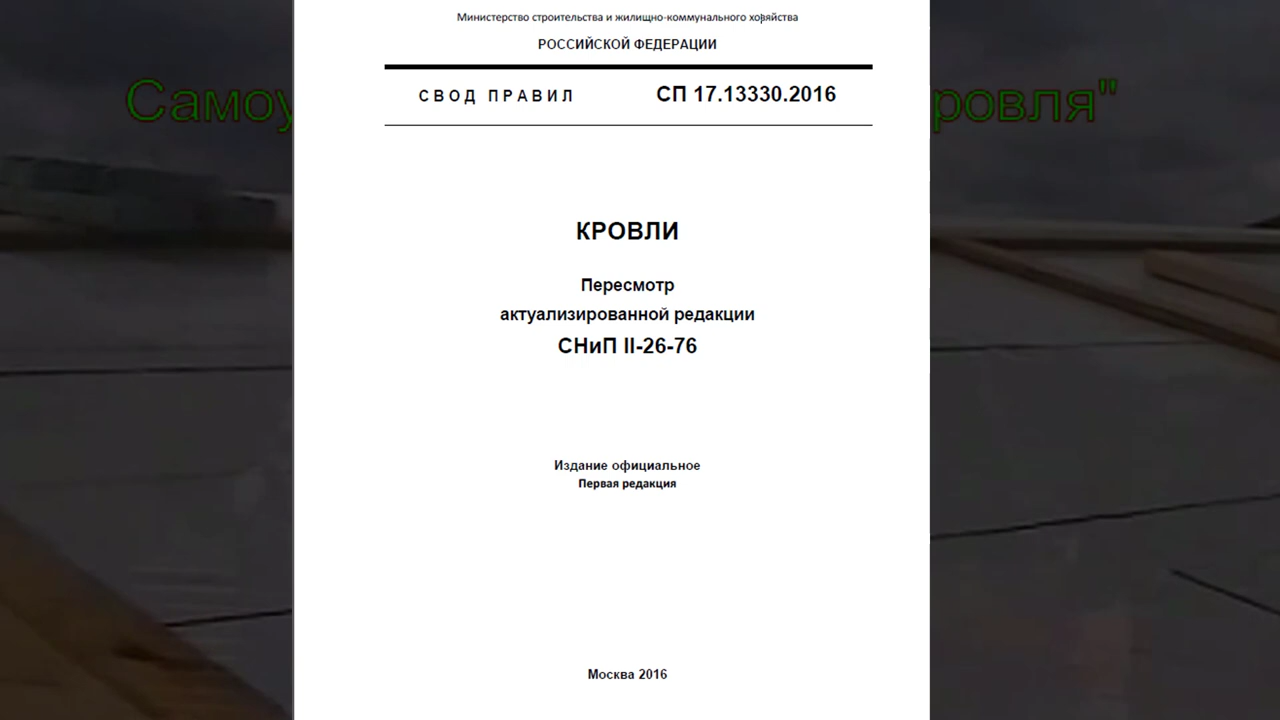 Министерство строительства и жилищно-коммунального хозяйства
РОССИЙСКОЙ ФЕДЕРАЦИИ
СВОД ПРАВИЛ СП 17.13330.2016
КРОВЛИ
Пересмотр
актуализированной редакции
СНиП II-26-76
Издание официальное
Первая редакция
Москва 2016